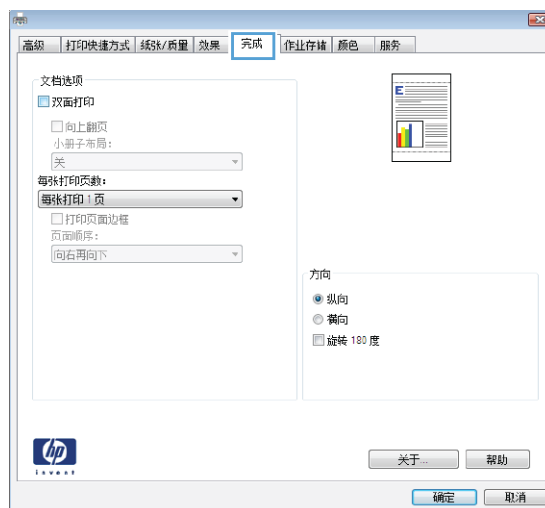 高级 打印快捷方式 纸张/质量 效果 完成 作业存储 颜色 服务
文档选项
双面打印
向上翻页
小册子布局:
关
每张打印页数:
每张打印 1 页
打印页面边框
页面顺序:
向右再向下
E
方向
纵向
横向
旋转 180 度
hp
invent
关于...
帮助
确定
取消